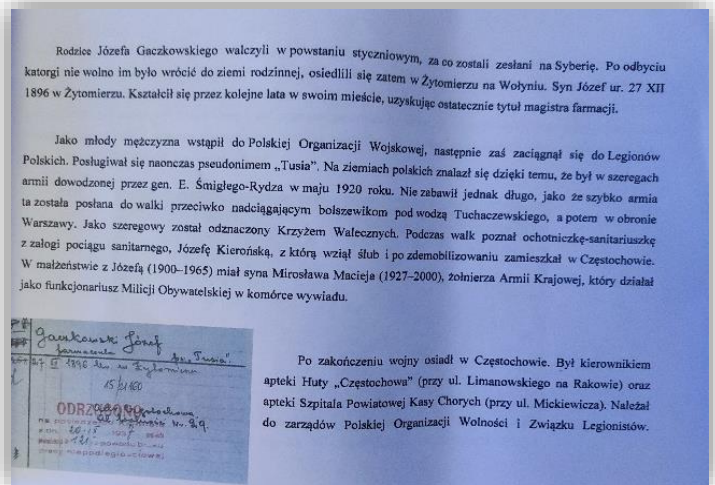 Rodzice Józefa Gaczkowskiego walczyli w powstaniu styczniowym, za co zostali zesłani na Syberię. Po odbyciu
katorgi nie wolno im było wrócić do ziemi rodzinnej, osiedlili się zatem w Żytomierzu na Wołyniu. Syn Józef ur. 27 XII
1896 w Żytomierzu. Kształcił się przez kolejne lata w swoim mieście, uzyskując ostatecznie tytuł magistra farmacji.
Jako młody mężczyzna wstąpił do Polskiej Organizacji Wojskowej, następnie zaś zaciągnął się do Legionów
Polskich. Posługiwał się naonczas pseudonimem „Tusia”. Na ziemiach polskich znalazł się dzięki temu, że był w szeregach
armii dowodzonej przez gen. E. Śmigłego-Rydza w maju 1920 roku. Nie zabawił jednak długo, jako że szybko armia
ta została posłana do walki przeciwko nadciągającym bolszewikom pod wodzą Tuchaczewskiego, a potem w obronie
Warszawy. Jako szeregowy został odznaczony Krzyżem Walecznych. Podczas walk poznał ochotniczkę-sanitariuszkę
z załogi pociągu sanitarnego, Józefę Kierońską, z którą wziął ślub i po zdemobilizowaniu zamieszkał w Częstochowie.
W małżeństwie z Józefą (1900–1965) miał syna Mirosława Macieja (1927–2000), żołnierza Armii Krajowej, który działał
jako funkcjonariusz Milicji Obywatelskiej w komórce wywiadu.
Gaczkowski Józef
farmaceuta ps. „Tusia”
1896
ODRZUCONO
Częstochowa
Po zakończeniu wojny osiadł w Częstochowie. Był kierownikiem
apteki Huty „Częstochowa” (przy ul. Limanowskiego na Rakowie) oraz
apteki Szpitala Powiatowej Kasy Chorych (przy ul. Mickiewicza). Należał
do zarządów Polskiej Organizacji Wolności i Związku Legionistów.